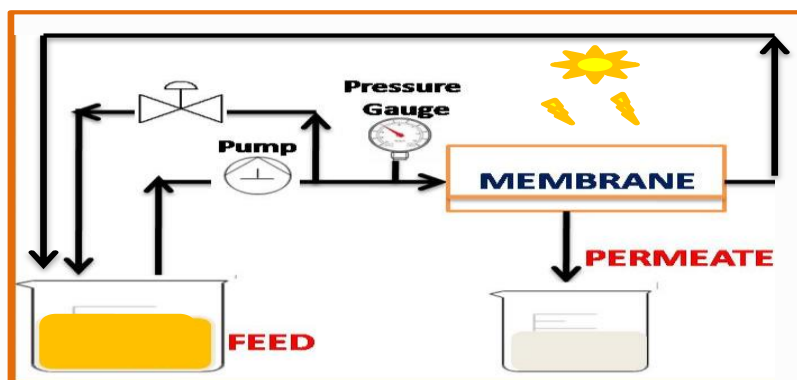 Pressure
Gauge
Pump
MEMBRANE
PERMEATE
FEED